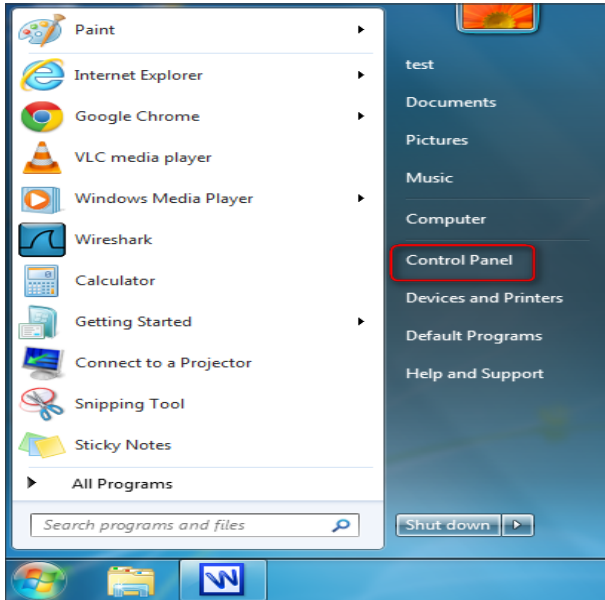 Paint
Internet Explorer
Google Chrome
VLC media player
Windows Media Player
Wireshark
Calculator
Getting Started
Connect to a Projector
Snipping Tool
Sticky Notes
All Programs
Search programs and files
test
Documents
Pictures
Music
Computer
Control Panel
Devices and Printers
Default Programs
Help and Support
Shut down